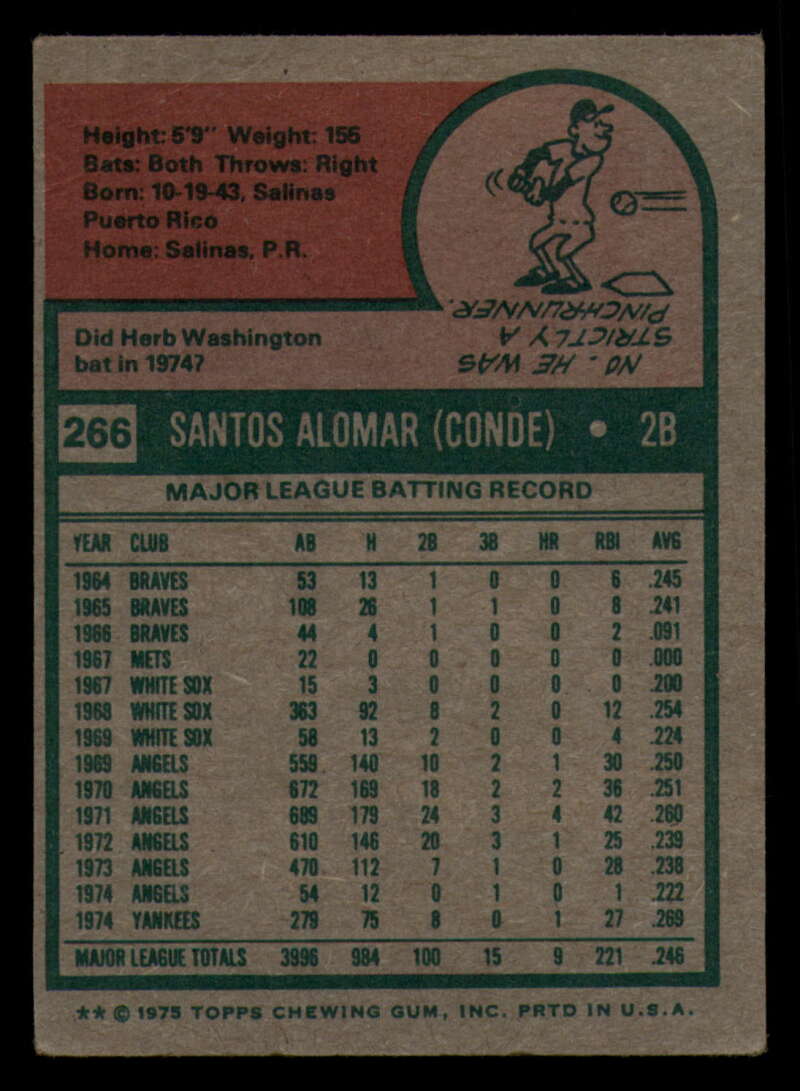 Height: 5'9" Weight: 155
Bats: Both Throws: Right
Born: 10-19-43, Salinas
Puerto Rico
Home: Salinas, P.R.
Did Herb Washington
bat in 1974?
NO - HE WAS
STRICTLY A
PINCH-RUNNER.
266 SANTOS ALOMAR (CONDE) • 2B
MAJOR LEAGUE BATTING RECORD
YEAR CLUB AB H 2B 3B HR RBI AVG
1964 BRAVES 53 13 1 0 0 6 .245
1965 BRAVES 108 26 1 1 0 8 .241
1966 BRAVES 44 4 1 0 0 2 .091
1967 METS 22 0 0 0 0 0 .000
1967 WHITE SOX 15 3 0 0 0 0 .200
1968 WHITE SOX 363 92 8 2 0 12 .254
1969 WHITE SOX 58 13 2 0 0 4 .224
1969 ANGELS 559 140 10 2 1 30 .250
1970 ANGELS 672 169 18 2 2 36 .251
1971 ANGELS 689 179 24 3 4 42 .260
1972 ANGELS 610 146 20 3 1 25 .239
1973 ANGELS 470 112 7 1 0 28 .238
1974 ANGELS 54 12 0 1 0 1 .222
1974 YANKEES 279 75 8 0 1 27 .269
MAJOR LEAGUE TOTALS 3996 984 100 15 9 221 .246
** © 1975 TOPPS CHEWING GUM, INC. PRTD IN U.S.A.